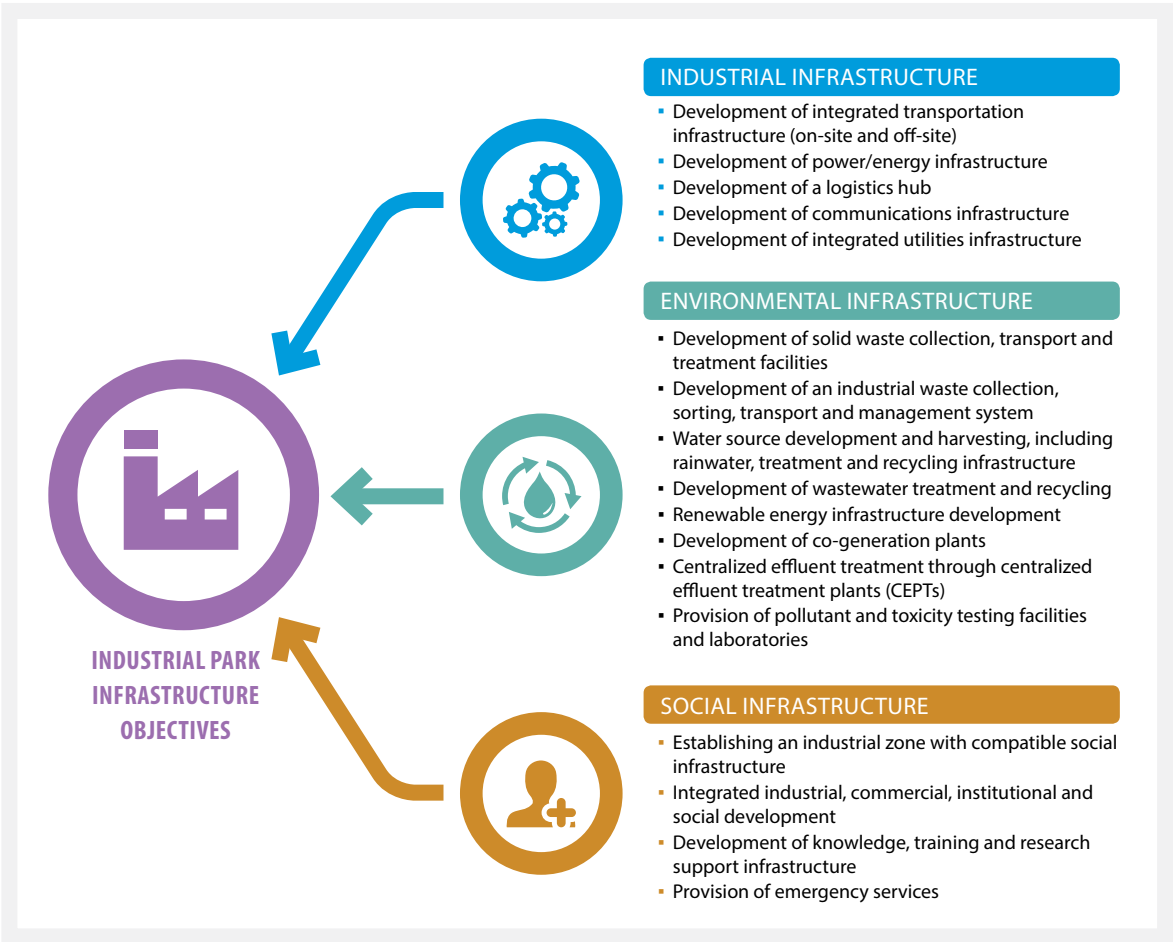 INDUSTRIAL INFRASTRUCTURE
▪ Development of integrated transportation
infrastructure (on-site and off-site)
▪ Development of power/energy infrastructure
▪ Development of a logistics hub
▪ Development of communications infrastructure
▪ Development of integrated utilities infrastructure
ENVIRONMENTAL INFRASTRUCTURE
▪ Development of solid waste collection, transport and
treatment facilities
▪ Development of an industrial waste collection,
sorting, transport and management system
▪ Water source development and harvesting, including
rainwater, treatment and recycling infrastructure
▪ Development of wastewater treatment and recycling
▪ Renewable energy infrastructure development
▪ Development of co-generation plants
▪ Centralized effluent treatment through centralized
effluent treatment plants (CEPTs)
▪ Provision of pollutant and toxicity testing facilities
and laboratories
INDUSTRIAL PARK
INFRASTRUCTURE
OBJECTIVES
SOCIAL INFRASTRUCTURE
▪ Establishing an industrial zone with compatible social
infrastructure
▪ Integrated industrial, commercial, institutional and
social development
▪ Development of knowledge, training and research
support infrastructure
▪ Provision of emergency services